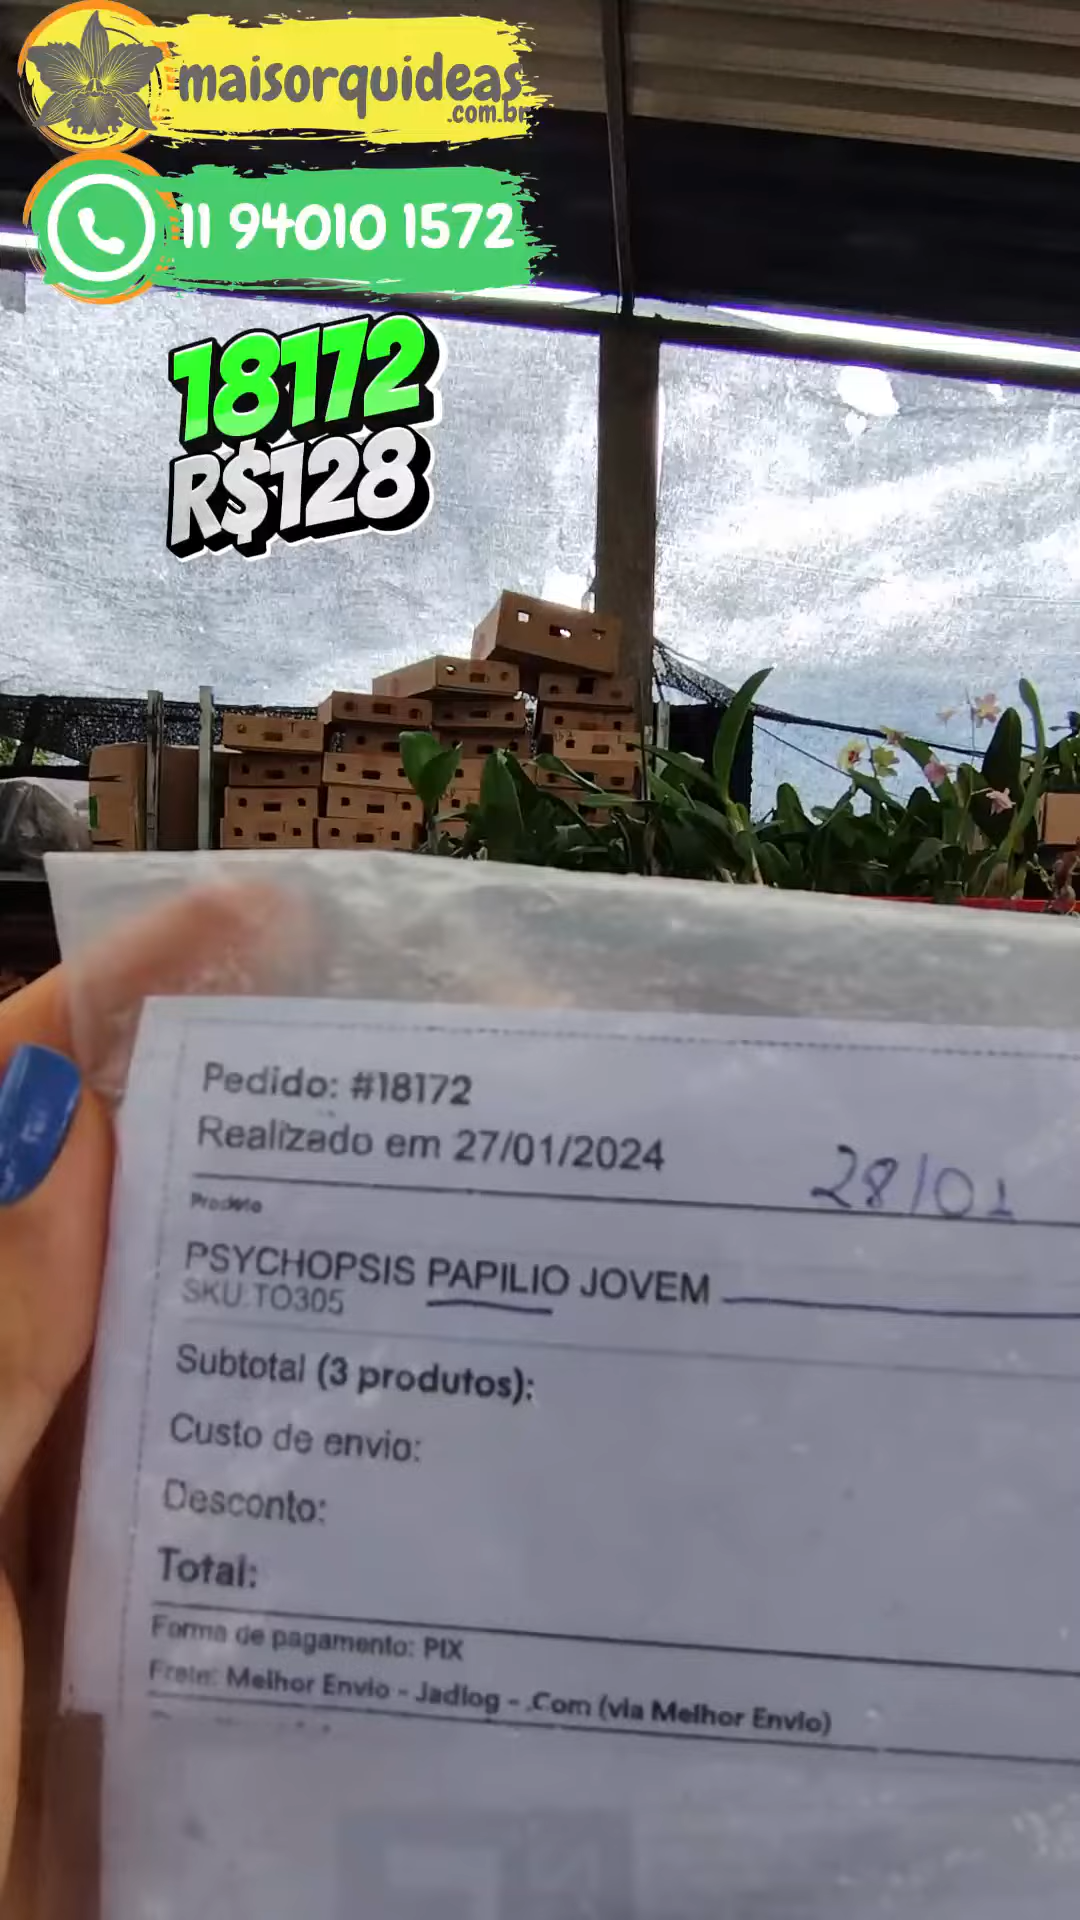 maisorquideas
.com.br
11 94010 1572
18172
R$128
Pedido: #18172
Realizado em 27/01/2024
28/01
Produto
PSYCHOPSIS PAPILIO JOVEM
SKU:TO305
Subtotal (3 produtos):
Custo de envio:
Desconto:
Total:
Forma de pagamento: PIX
Frete: Melhor Envio - Jadlog - .Com (via Melhor Envio)